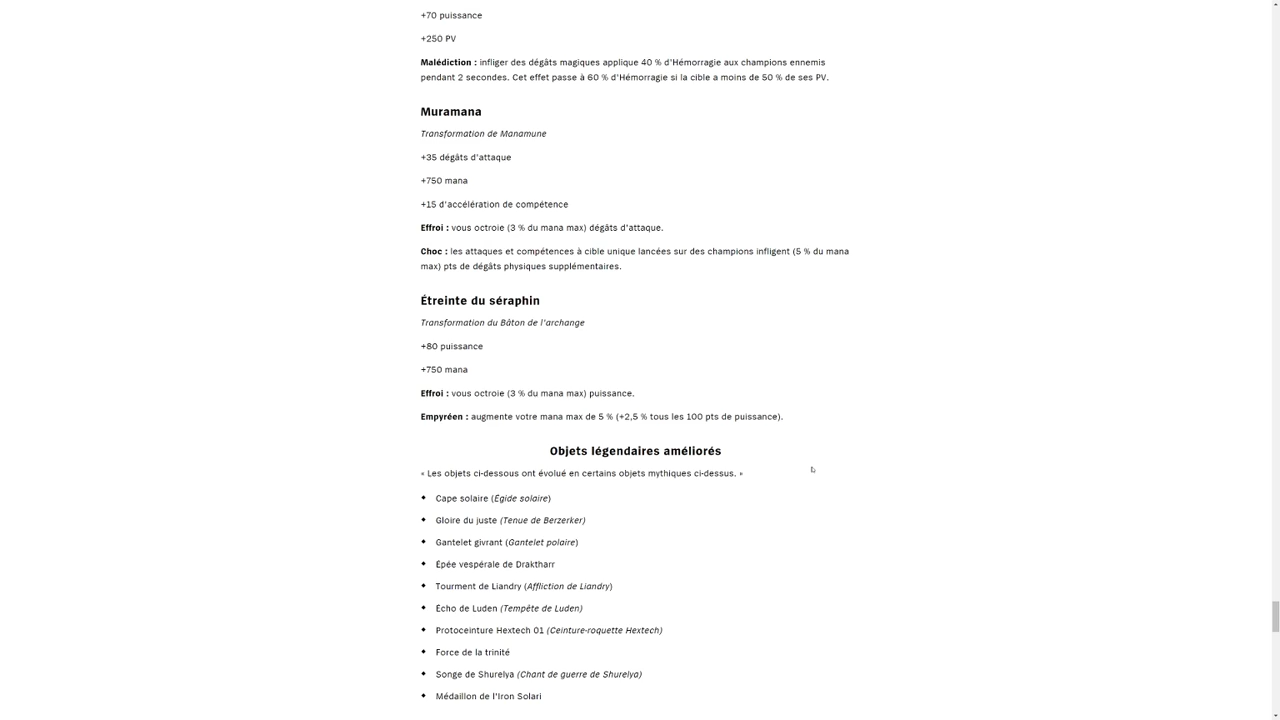 +70 puissance
+250 PV
Malédiction : infliger des dégâts magiques applique 40 % d'Hémorragie aux champions ennemis
pendant 2 secondes. Cet effet passe à 60 % d'Hémorragie si la cible a moins de 50 % de ses PV.
Muramana
Transformation de Manamune
+35 dégâts d'attaque
+750 mana
+15 d'accélération de compétence
Effroi : vous octroie (3 % du mana max) dégâts d'attaque.
Choc : les attaques et compétences à cible unique lancées sur des champions infligent (5 % du mana
max) pts de dégâts physiques supplémentaires.
Étreinte du séraphin
Transformation du Bâton de l'archange
+80 puissance
+750 mana
Effroi : vous octroie (3 % du mana max) puissance.
Empyréen : augmente votre mana max de 5 % (+2,5 % tous les 100 pts de puissance).
Objets légendaires améliorés
« Les objets ci-dessous ont évolué en certains objets mythiques ci-dessus. »
Cape solaire (Égide solaire)
Gloire du juste (Tenue de Berzerker)
Gantelet givrant (Gantelet polaire)
Épée vespérale de Draktharr
Tourment de Liandry (Affliction de Liandry)
Écho de Luden (Tempête de Luden)
Protoceinture Hextech 01 (Ceinture-roquette Hextech)
Force de la trinité
Songe de Shurelya (Chant de guerre de Shurelya)
Médaillon de l'Iron Solari